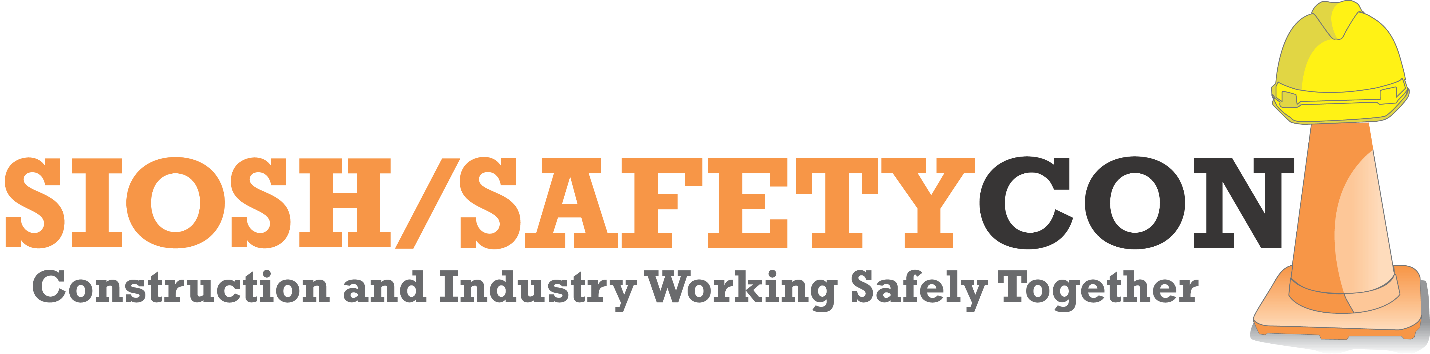 SIOSH/SAFETYCON
Construction and Industry Working Safely Together